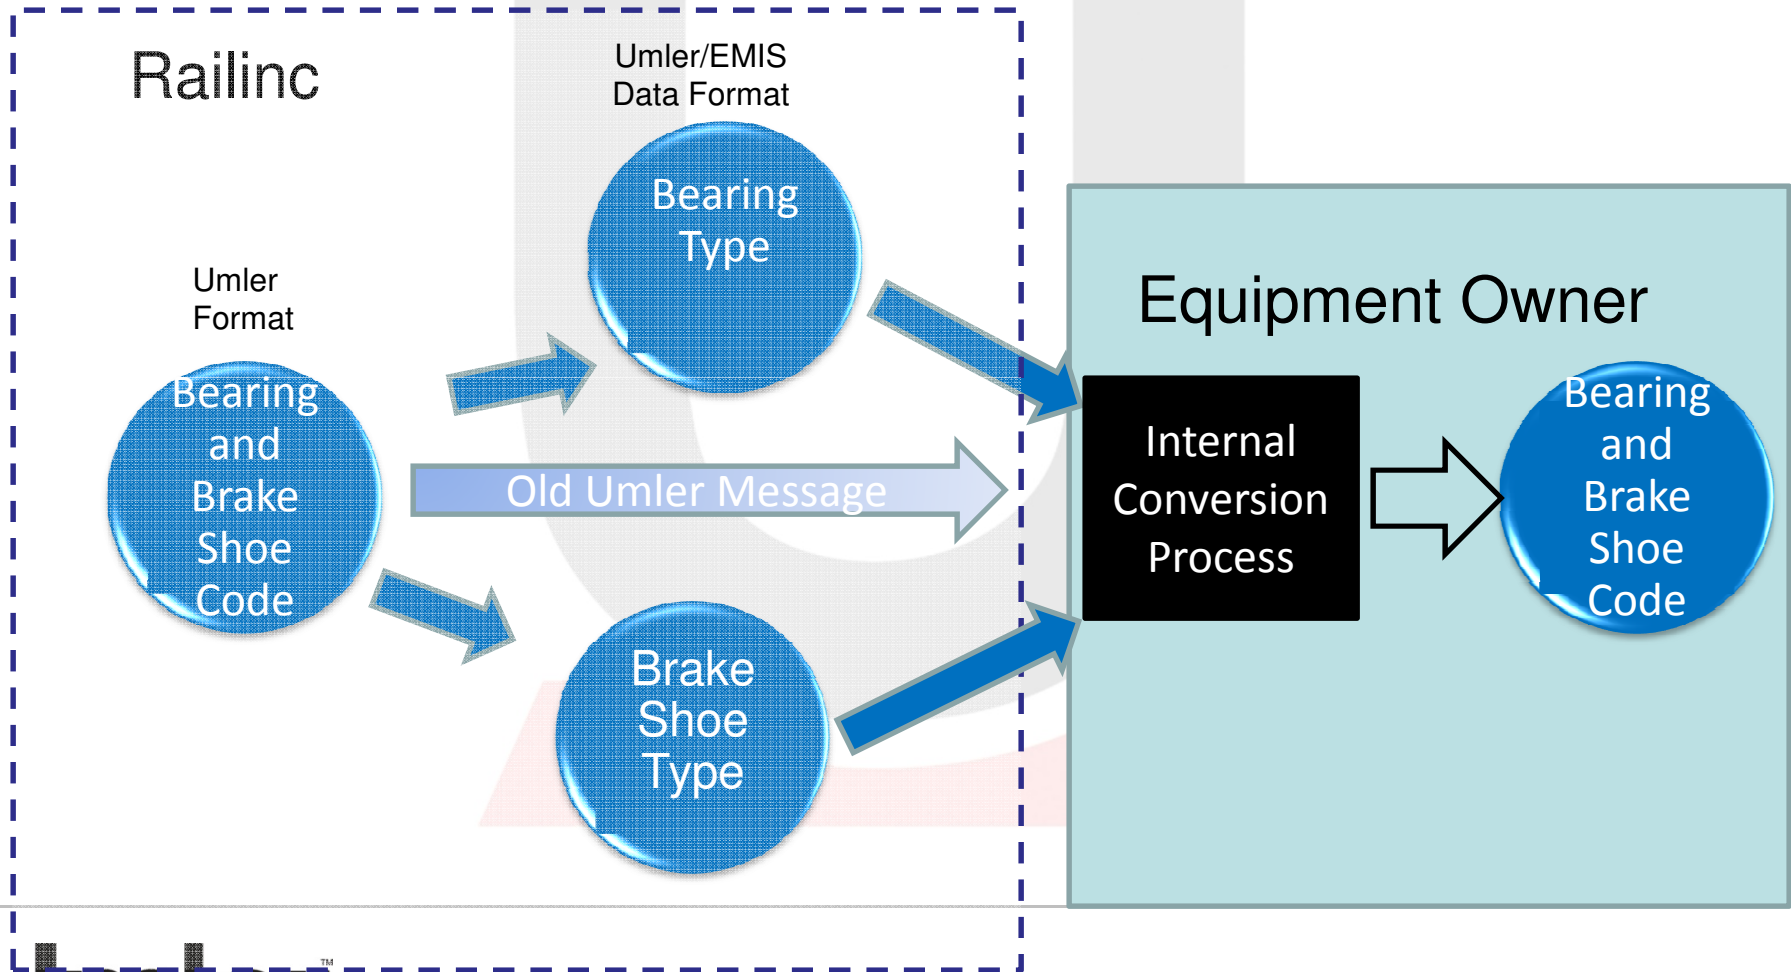 Railinc
Umler/EMIS
Data Format
Bearing
Type
Umler
Format
Bearing
and
Brake
Shoe
Code
Old Umler Message
Brake
Shoe
Type
Equipment Owner
Internal
Conversion
Process
Bearing
and
Brake
Shoe
Code
TM